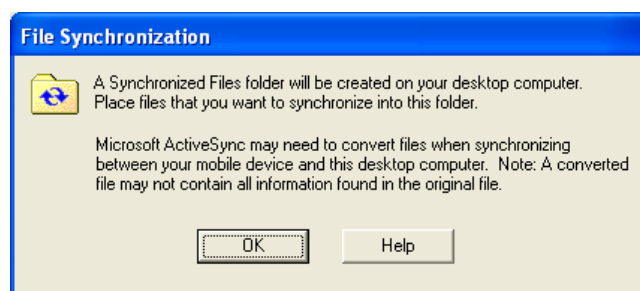 File Synchronization
A Synchronized Files folder will be created on your desktop computer.
Place files that you want to synchronize into this folder.
Microsoft ActiveSync may need to convert files when synchronizing
between your mobile device and this desktop computer.  Note: A converted
file may not contain all information found in the original file.
OK
Help